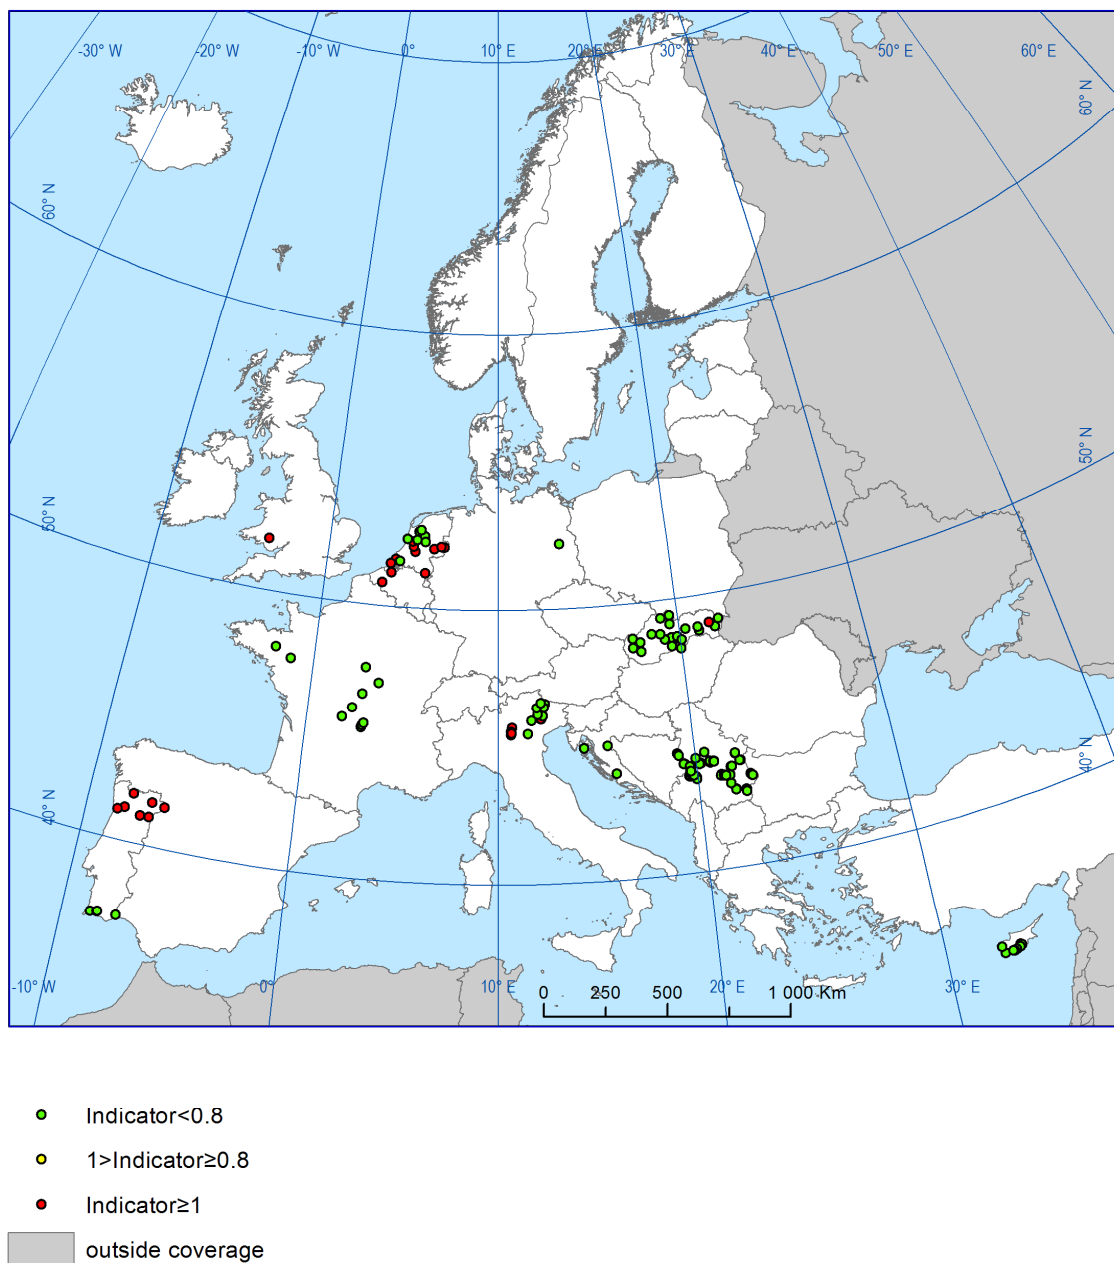 -30° W -20° W -10° W 0° 10° E 20° E 30° E 40° E 50° E 60° E
60° N
60° N
50° N
50° N
40° N
40° N
-10° W 0° 10° E 20° E 30° E
0 250 500 1 000 Km
Indicator<0.8
1>Indicator≥0.8
Indicator≥1
outside coverage